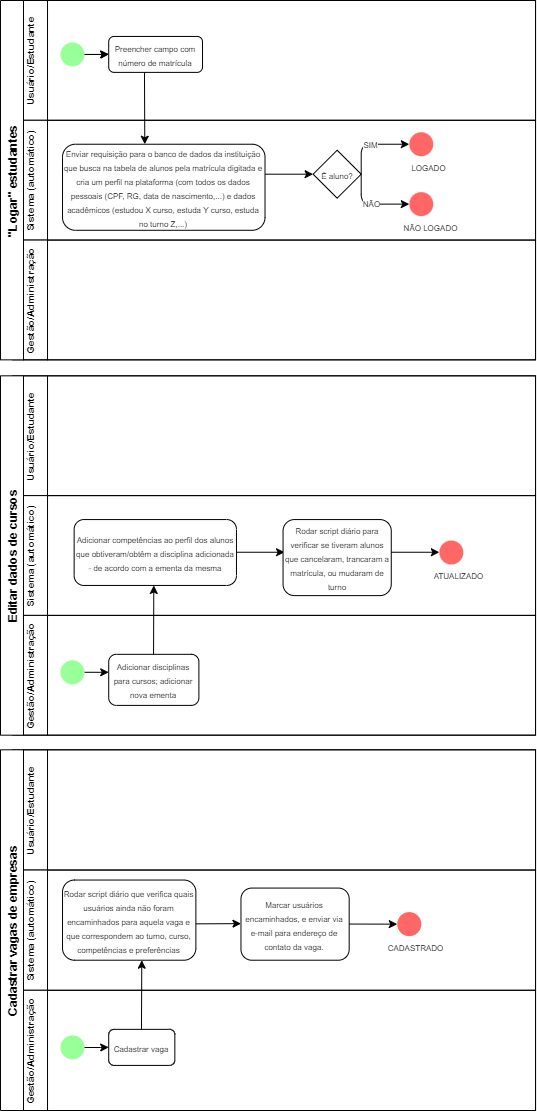 "Logar" estudantes
Usuário/Estudante
Preencher campo com
número de matrícula
Sistema (automático)
Enviar requisição para o banco de dados da instituição
que busca na tabela de alunos pela matrícula digitada e
cria um perfil na plataforma (com todos os dados
pessoais (CPF, RG, data de nascimento,...) e dados
acadêmicos (estudou X curso, estuda Y curso, estuda
no turno Z,...)
É aluno?
SIM
LOGADO
NÃO
NÃO LOGADO
Gestão/Administração
Editar dados de cursos
Usuário/Estudante
Sistema (automático)
Adicionar competências ao perfil dos alunos
que obtiveram/obtêm a disciplina adicionada
- de acordo com a ementa da mesma
Rodar script diário para
verificar se tiveram alunos
que cancelaram, trancaram a
matrícula, ou mudaram de
turno
ATUALIZADO
Gestão/Administração
Adicionar disciplinas
para cursos; adicionar
nova ementa
Cadastrar vagas de empresas
Usuário/Estudante
Sistema (automático)
Rodar script diário que verifica quais
usuários ainda não foram
encaminhados para aquela vaga e
que correspondem ao turno, curso,
competências e preferências
Marcar usuários
encaminados, e enviar via
e-mail para endereço de
contato da vaga.
CADASTRADO
Gestão/Administração
Cadastrar vaga